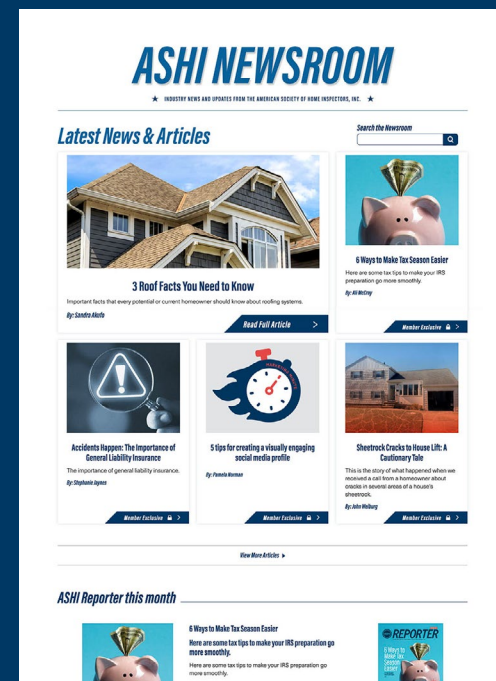 ASHI NEWSROOM
★ INDUSTRY NEWS AND UPDATES FROM THE AMERICAN SOCIETY OF HOME INSPECTORS, INC. ★
Latest News & Articles
Search the Newsroom
3 Roof Facts You Need to Know
Important facts that every potential or current homeowner should know about roofing systems.
By: Sandra Akufo
Read Full Article >
6 Ways to Make Tax Season Easier
Here are some tax tips to make your IRS
preparation go more smoothly.
By: Ali McCroy
Member Exclusive >
Accidents Happen: The Importance of
General Liability Insurance
The importance of general liability insurance.
By: Stephanie Jaynes
Member Exclusive >
5 tips for creating a visually engaging
social media profile
By: Pamela Norman
Member Exclusive >
Sheetrock Cracks to House Lift: A
Cautionary Tale
This is the story of what happened when we
received a call from a homeowner about
cracks in several areas of a house's
sheetrock.
By: John Welburg
Member Exclusive >
View More Articles
ASHI Reporter this month
6 Ways to Make Tax Season Easier
Here are some tax tips to make your IRS preparation go
more smoothly.
Here are some tax tips to make your IRS preparation go
more smoothly.
REPORTER
6 Ways to
Make Tax
Season
Easier